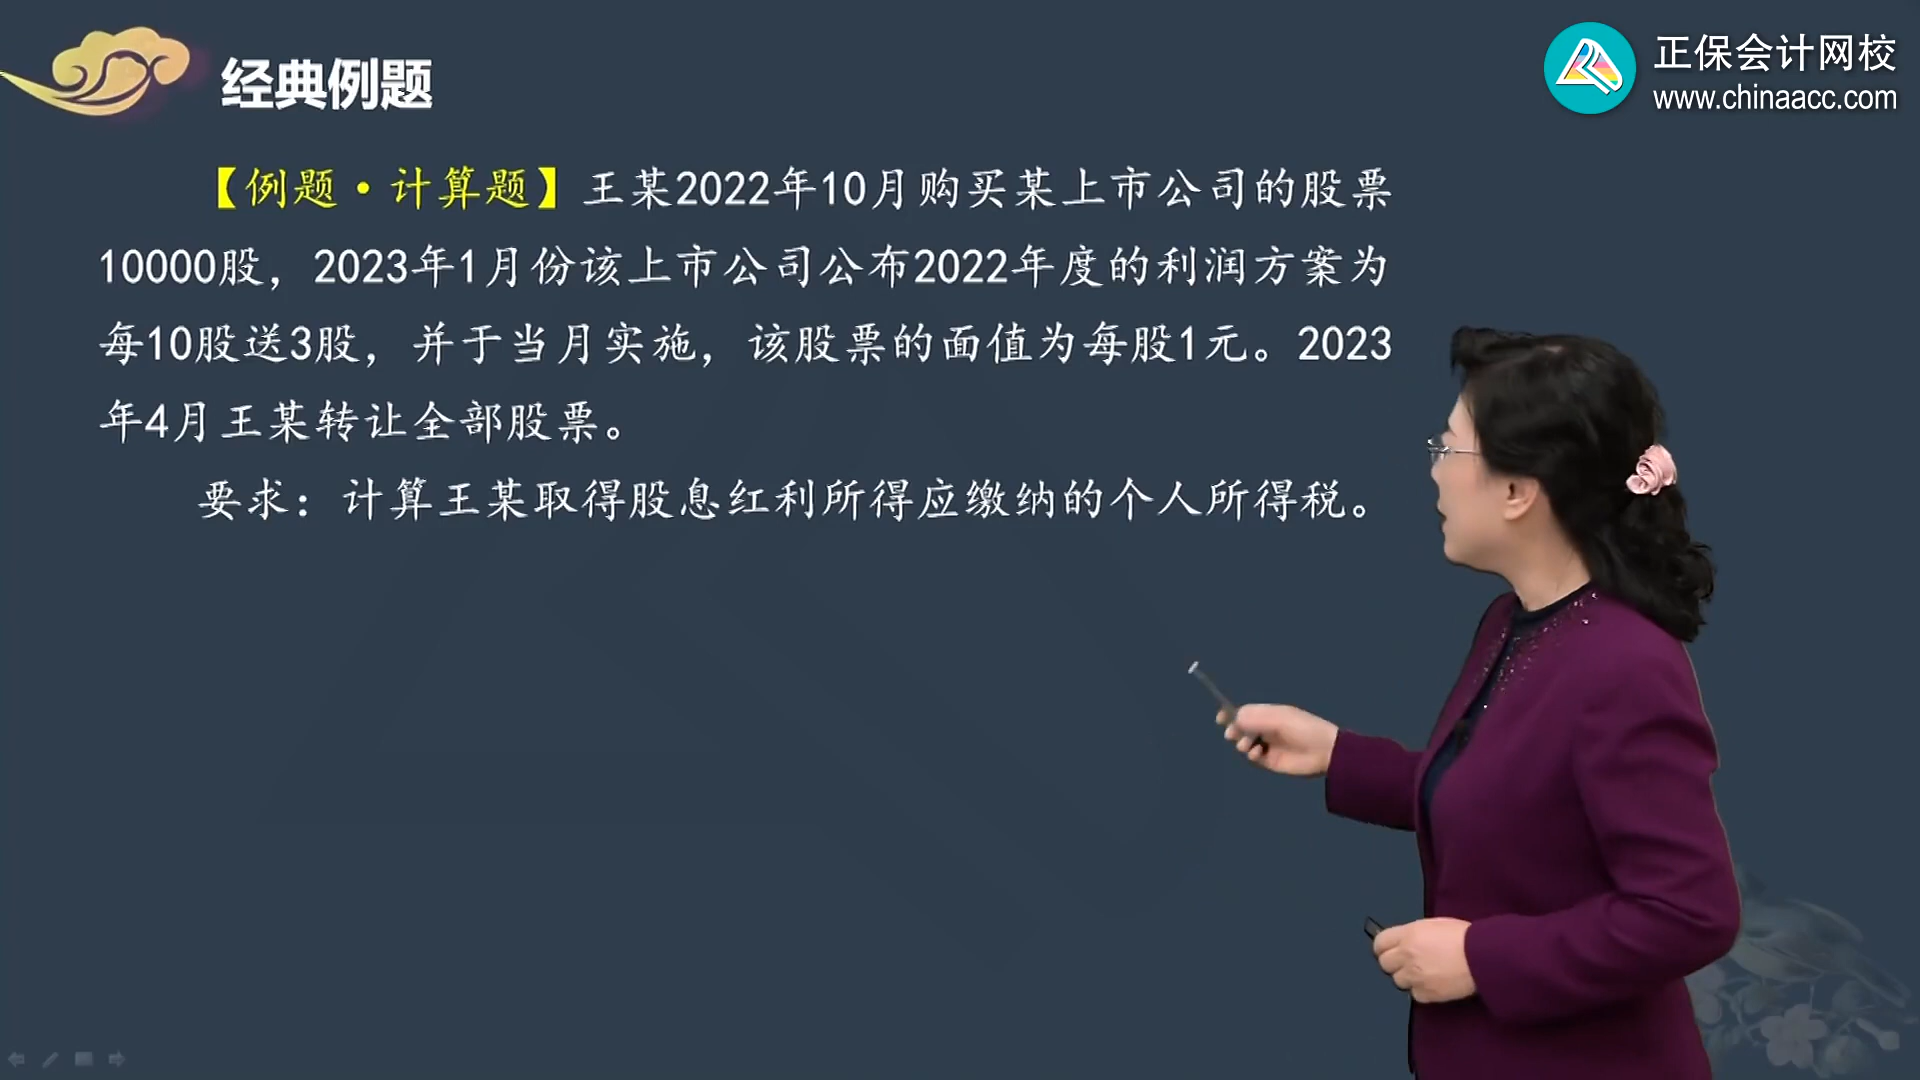 经典例题
正保会计网校
www.chinaacc.com
【例题·计算题】王某2022年10月购买某上市公司的股票
10000股，2023年1月份该上市公司公布2022年度的利润方案为
每10股送3股，并于当月实施，该股票的面值为每股1元。2023
年4月王某转让全部股票。
要求：计算王某取得股息红利所得应缴纳的个人所得税。